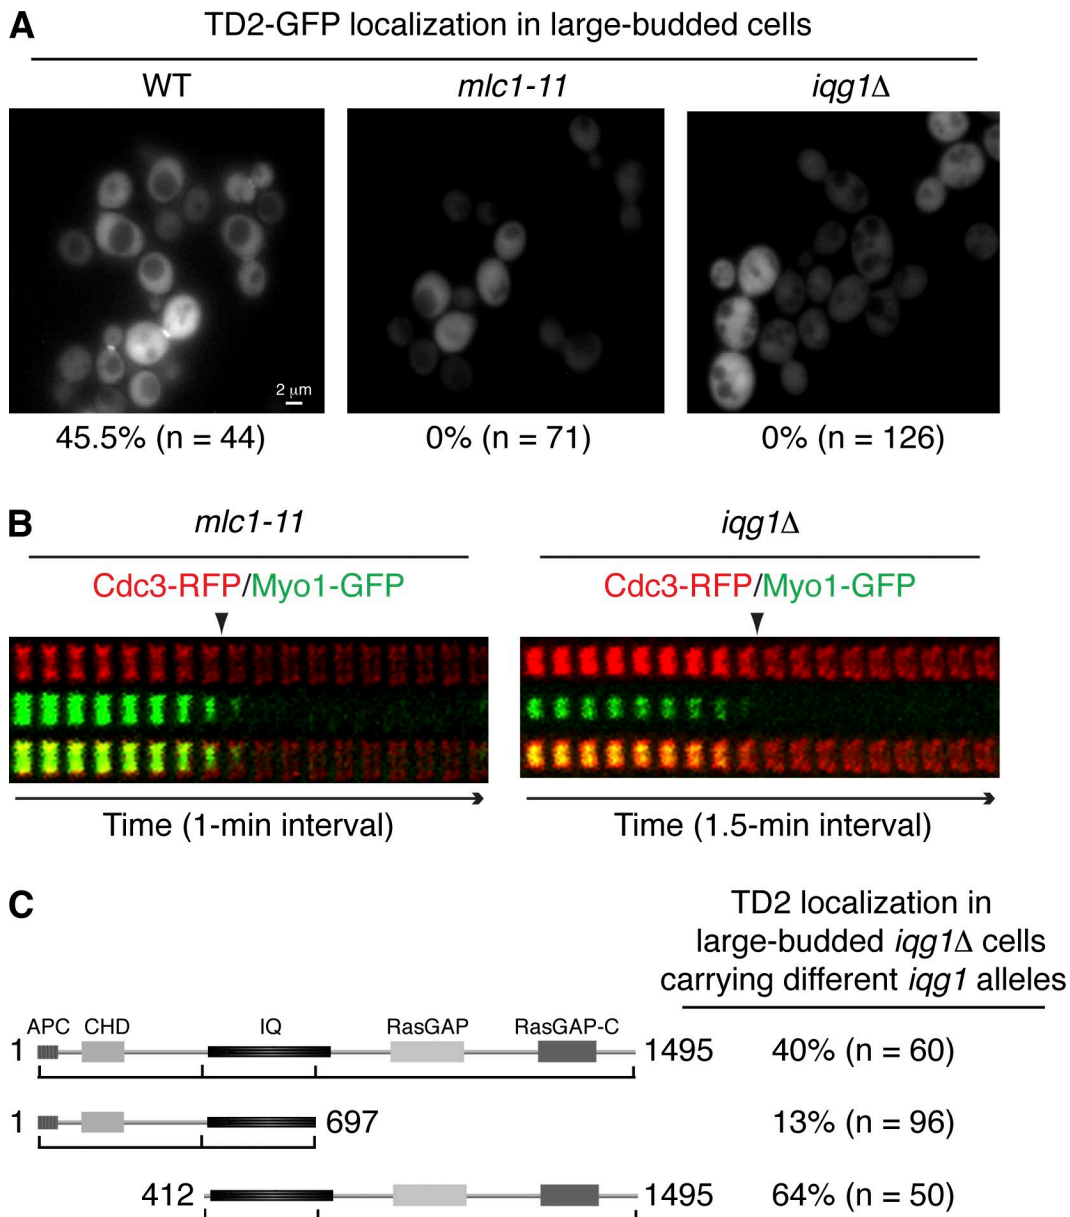 A
TD2-GFP localization in large-budded cells
WT mlc1-11 iqg1Δ
2 μm
45.5% (n = 44) 0% (n = 71) 0% (n = 126)
B
mlc1-11 iqg1Δ
Cdc3-RFP/Myo1-GFP Cdc3-RFP/Myo1-GFP
Time (1-min interval) Time (1.5-min interval)
C
TD2 localization in
large-budded iqg1Δ cells
carrying different iqg1 alleles
APC CHD IQ RasGAP RasGAP-C
1 1495 40% (n = 60)
1 697 13% (n = 96)
412 1495 64% (n = 50)